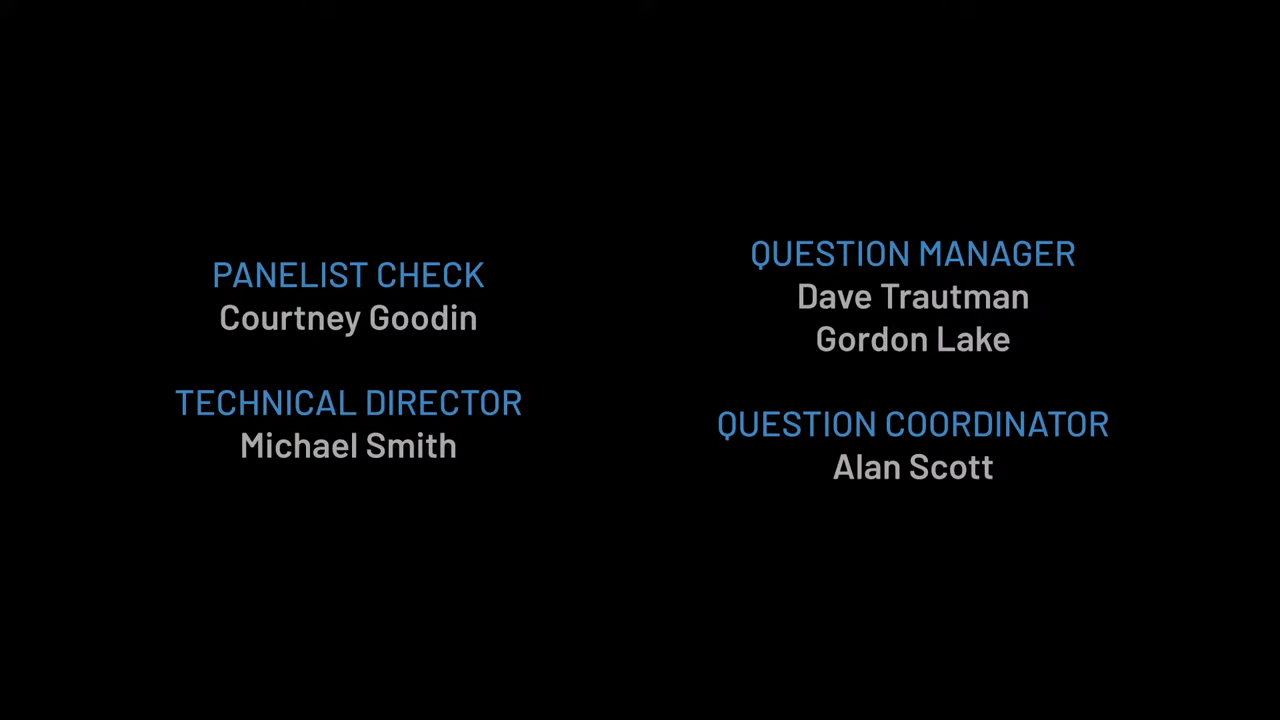 PANELIST CHECK
Courtney Goodin
TECHNICAL DIRECTOR
Michael Smith
QUESTION MANAGER
Dave Trautman
Gordon Lake
QUESTION COORDINATOR
Alan Scott